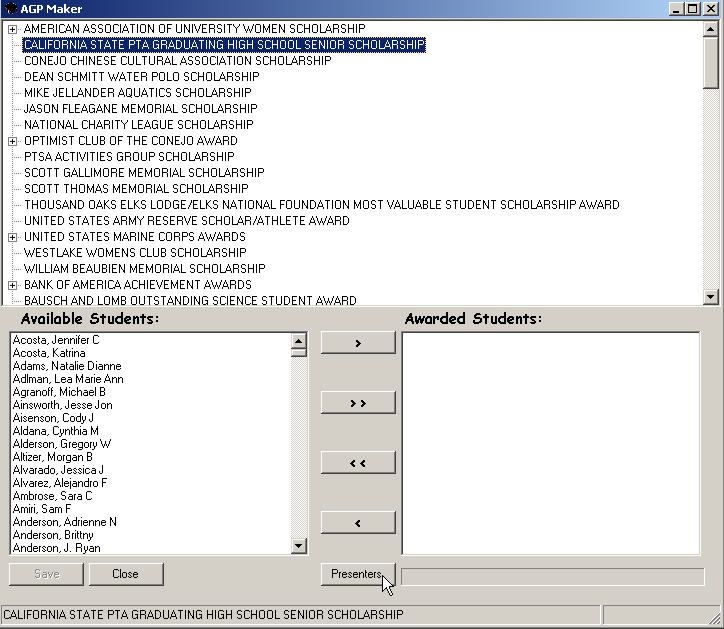 AGP Maker
AMERICAN ASSOCIATION OF UNIVERSITY WOMEN SCHOLARSHIP
CALIFORNIA STATE PTA GRADUATING HIGH SCHOOL SENIOR SCHOLARSHIP
CONEJO CHINESE CULTURAL ASSOCIATION SCHOLARSHIP
DEAN SCHMITT WATER POLO SCHOLARSHIP
MIKE JELLANDER AQUATICS SCHOLARSHIP
JASON FLEAGANE MEMORIAL SCHOLARSHIP
NATIONAL CHARITY LEAGUE SCHOLARSHIP
OPTIMIST CLUB OF THE CONEJO AWARD
PTSA ACTIVITIES GROUP SCHOLARSHIP
SCOTT GALLIMORE MEMORIAL SCHOLARSHIP
SCOTT THOMAS MEMORIAL SCHOLARSHIP
THOUSAND OAKS ELKS LODGE/ELKS NATIONAL FOUNDATION MOST VALUABLE STUDENT SCHOLARSHIP AWARD
UNITED STATES ARMY RESERVE SCHOLAR/ATHLETE AWARD
UNITED STATES MARINE CORPS AWARDS
WESTLAKE WOMENS CLUB SCHOLARSHIP
WILLIAM BEAUBIEN MEMORIAL SCHOLARSHIP
BANK OF AMERICA ACHIEVEMENT AWARDS
BAUSCH AND LOMB OUTSTANDING SCIENCE STUDENT AWARD
Available Students:
Acosta, Jennifer C
Acosta, Katrina
Adams, Natalie Dianne
Adlman, Lea Marie Ann
Agranoff, Michael B
Ainsworth, Jesse Jon
Aisenson, Cody J
Aldana, Cynthia M
Alderson, Gregory W
Altizer, Morgan B
Alvarado, Jessica J
Alvarez, Alejandro F
Ambrose, Sara C
Amiri, Sam F
Anderson, Adrienne N
Anderson, Brittny
Anderson, J. Ryan
>
>>
<<
<
Awarded Students:
Save
Close
Presenters
CALIFORNIA STATE PTA GRADUATING HIGH SCHOOL SENIOR SCHOLARSHIP